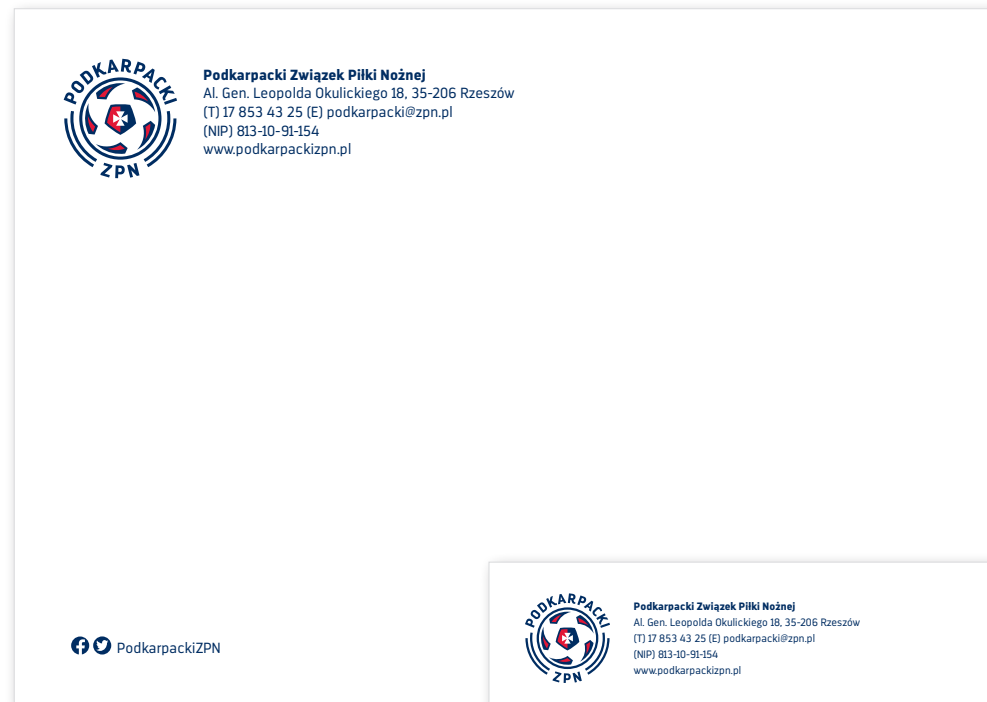 PODKARPACKI
ZPN
Podkarpacki Związek Piłki Nożnej
Al. Gen. Leopolda Okulickiego 18, 35-206 Rzeszów
(T) 17 853 43 25 (E) podkarpacki@zpn.pl
(NIP) 813-10-91-154
www.podkarpackizpn.pl
PodkarpackiZPN
PODKARPACKI
ZPN
Podkarpacki Związek Piłki Nożnej
Al. Gen. Leopolda Okulickiego 18, 35-206 Rzeszów
(T) 17 853 43 25 (E) podkarpacki@zpn.pl
(NIP) 813-10-91-154
www.podkarpackizpn.pl